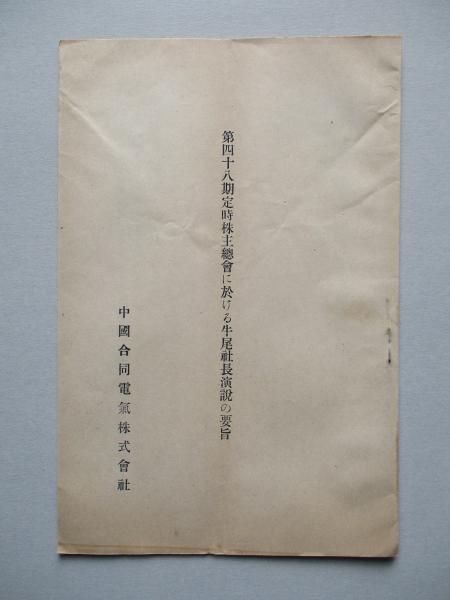 第四十八期定時株主總會に於ける牛尾社長演說の要旨
中國合同電氣株式會社